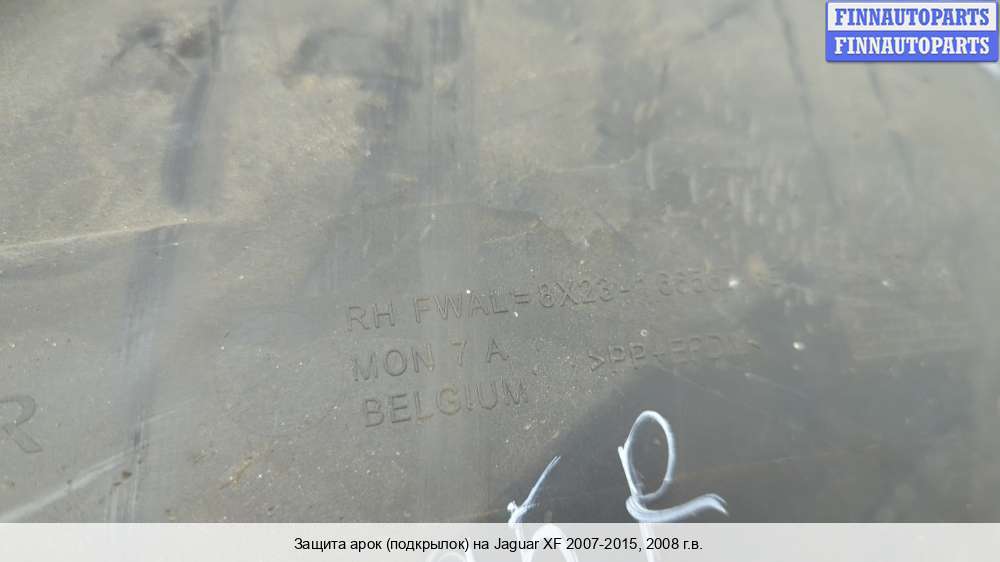 FINNAUTOPARTS
FINNAUTOPARTS
RH FWAL=8X23-
MON 7 A
BELGIUM
R
Защита арок (подкрылок) на Jaguar XF 2007-2015, 2008 г.в.